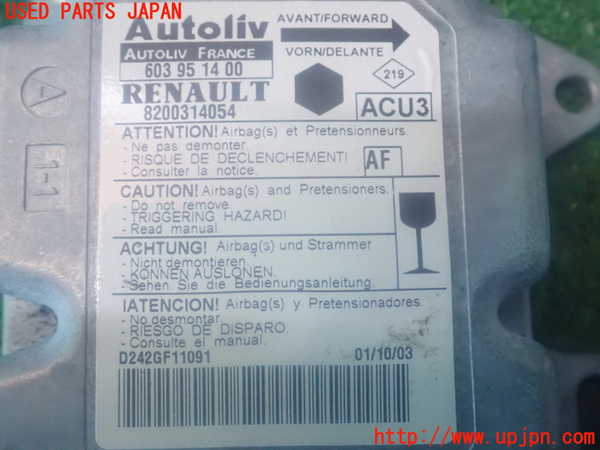 USED PARTS JAPAN
Autoliv
AVANT/FORWARD
AUTOLIV FRANCE
VORN/DELANTE
603 95 14 00
219
RENAULT
8200314054
ACU3
ATTENTION! Airbag(s) et Pretensionneurs.
- Ne pas demonter.
- RISQUE DE DECLENCHEMENT!
- Consulter la notice.
AF
CAUTION! Airbag(s) and Pretensioners.
- Do not remove.
- TRIGGERING HAZARD!
- Read manual.
ACHTUNG! Airbag(s) und Strammer
- Nicht demontieren.
- KONNEN AUSLONEN.
- Sehen Sie die Bedienungsanleitung.
!ATENCION! Airbag(s) y Pretensionadores.
- No desmontar.
- RIESGO DE DISPARO.
- Consulte el manual.
D242GF11091
01/10/03
A
1-1
http://www.upjpn.com/